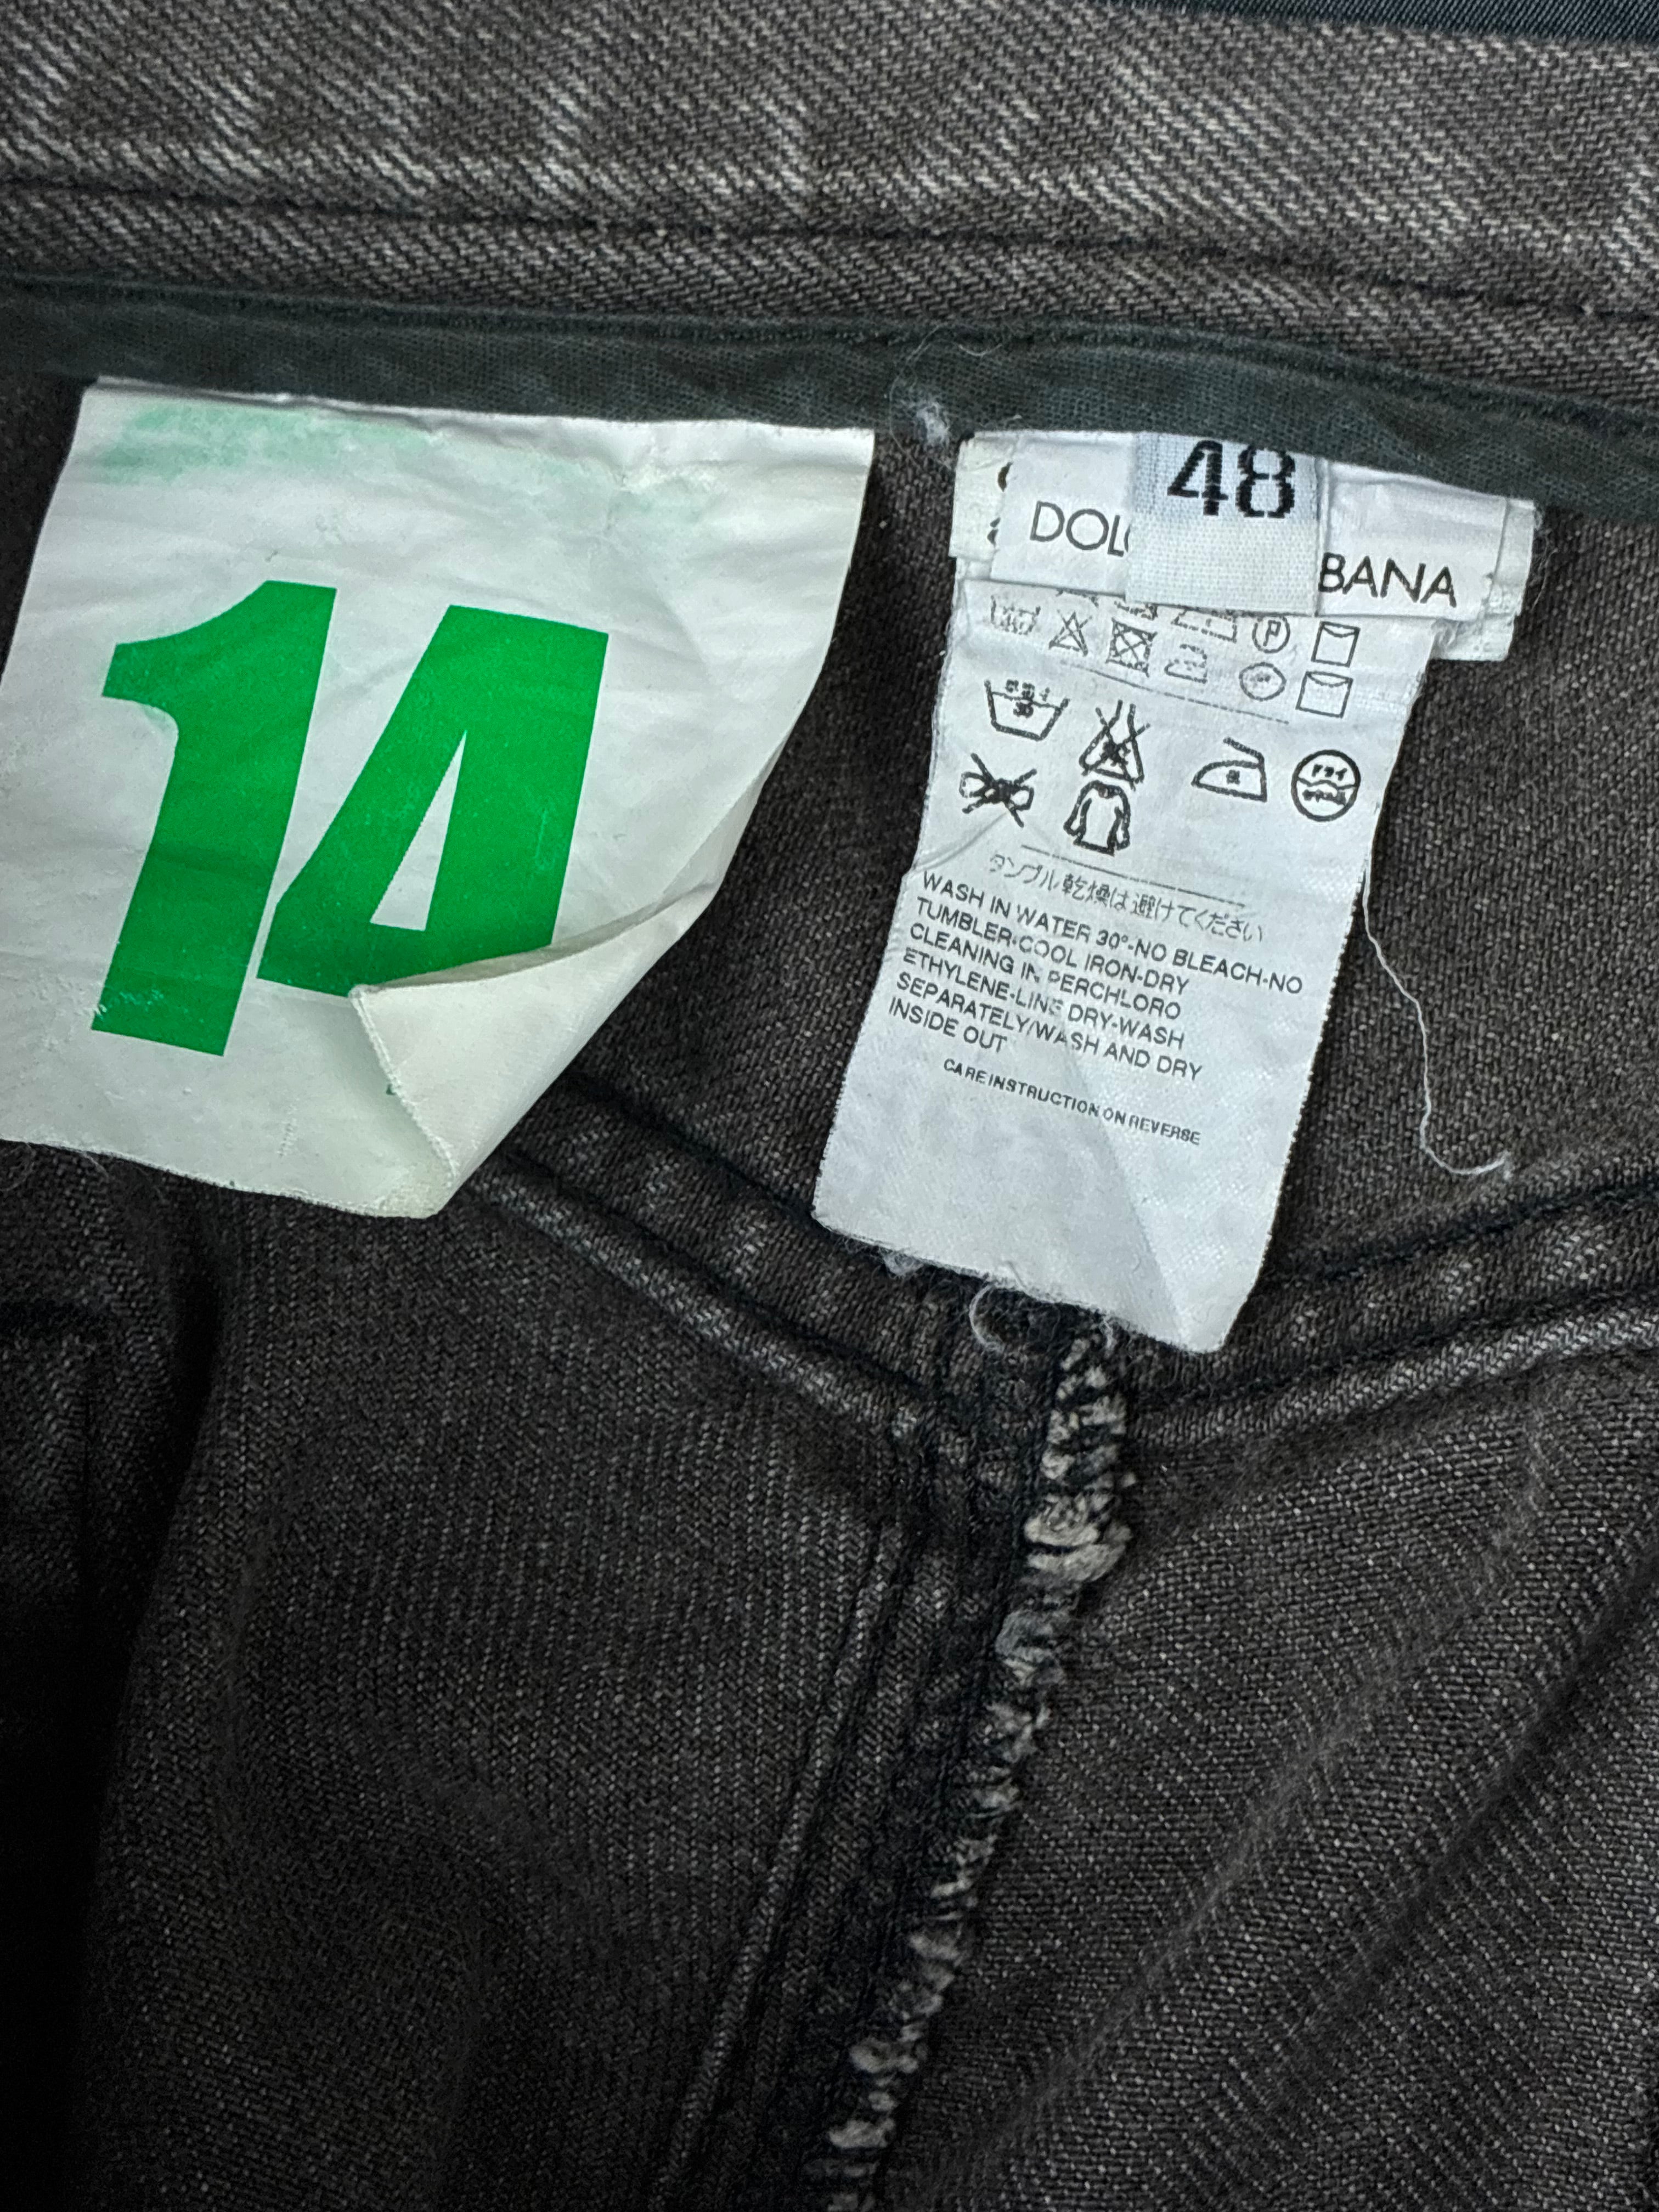 14
48
DOL BANA
P
30
タンブル乾燥は避けてください
WASH IN WATER 30°-NO BLEACH-NO
TUMBLER-COOL IRON-DRY
CLEANING IN PERCHLORO
ETHYLENE-LINE DRY-WASH
SEPARATELY/WASH AND DRY
INSIDE OUT
CARE INSTRUCTION ON REVERSE